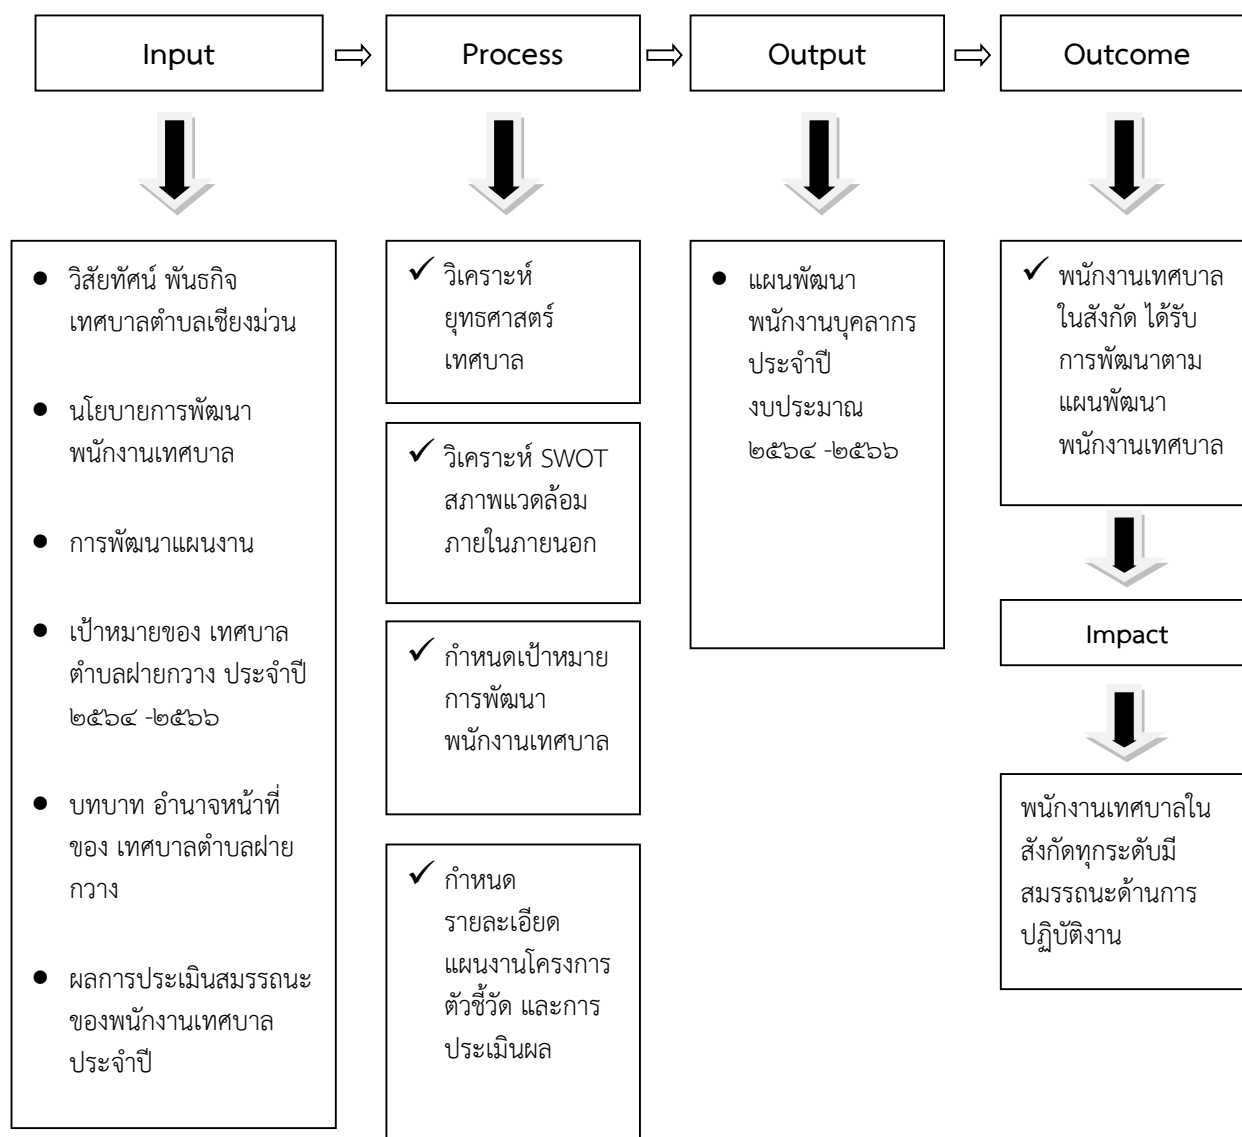 Input
Process
Output
Outcome
วิสัยทัศน์ พันธกิจ
เทศบาลตำบลเชียงม่วน
นโยบายการพัฒนา
พนักงานเทศบาล
การพัฒนาแผนงาน
เป้าหมายของ เทศบาล
ตำบลฝายกวาง ประจำปี
๒๕๖๔ -๒๕๖๖
บทบาท อำนาจหน้าที่
ของ เทศบาลตำบลฝาย
กวาง
ผลการประเมินสมรรถนะ
ของพนักงานเทศบาล
ประจำปี
วิเคราะห์
ยุทธศาสตร์
เทศบาล
วิเคราะห์ SWOT
สภาพแวดล้อม
ภายในภายนอก
กำหนดเป้าหมาย
การพัฒนา
พนักงานเทศบาล
กำหนด
รายละเอียด
แผนงานโครงการ
ตัวชี้วัด และการ
ประเมินผล
แผนพัฒนา
พนักงานบุคลากร
ประจำปี
งบประมาณ
๒๕๖๔ -๒๕๖๖
พนักงานเทศบาล
ในสังกัด ได้รับ
การพัฒนาตาม
แผนพัฒนา
พนักงานเทศบาล
Impact
พนักงานเทศบาลใน
สังกัดทุกระดับมี
สมรรถนะด้านการ
ปฏิบัติงาน